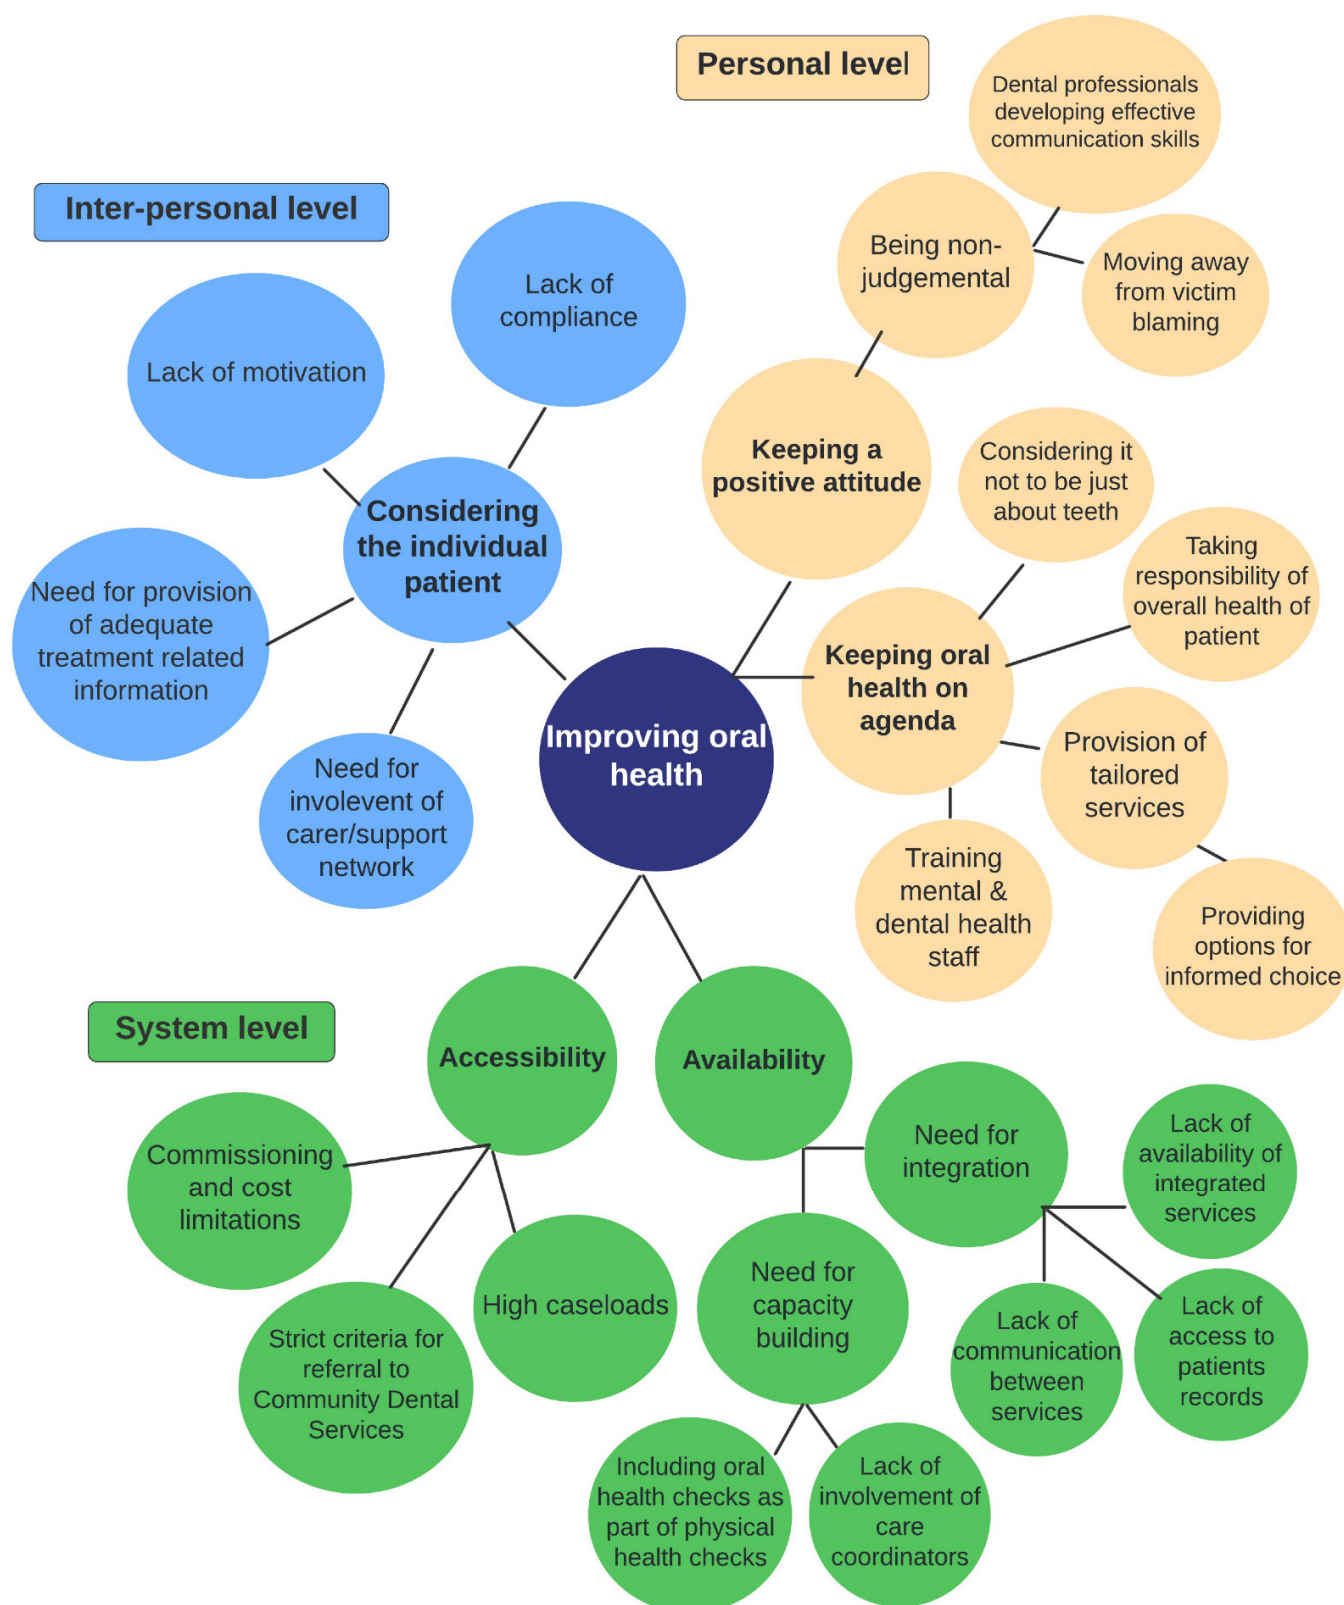 Personal level
Dental professionals
developing effective
communication skills
Inter-personal level
Being non-
judgemental
Moving away
from victim
blaming
Lack of
compliance
Lack of motivation
Keeping a
positive attitude
Considering it
not to be just
about teeth
Considering
the individual
patient
Taking
responsibility of
overall health of
patient
Need for provision
of adequate
treatment related
information
Keeping oral
health on
agenda
Improving oral
health
Provision of
tailored
services
Need for
involevent of
carer/support
network
Training
mental &
dental health
staff
Providing
options for
informed choice
System level
Accessibility
Availability
Need for
integration
Lack of
availability of
integrated
services
Commissioning
and cost
limitations
High caseloads
Need for
capacity
building
Strict criteria for
referral to
Community Dental
Services
Lack of
communication
between
services
Lack of
access to
patients
records
Including oral
health checks as
part of physical
health checks
Lack of
involvement of
care
coordinators